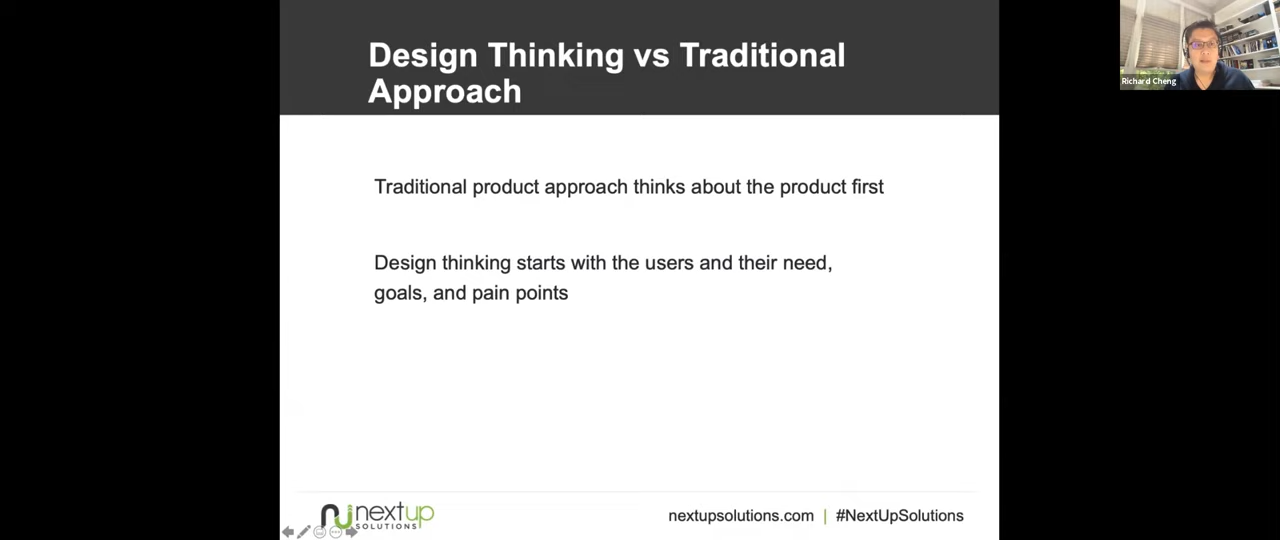 Design Thinking vs Traditional
Approach
Richard Cheng
Traditional product approach thinks about the product first
Design thinking starts with the users and their need,
goals, and pain points
nextup
SOLUTIONS
nextupsolutions.com | #NextUpSolutions